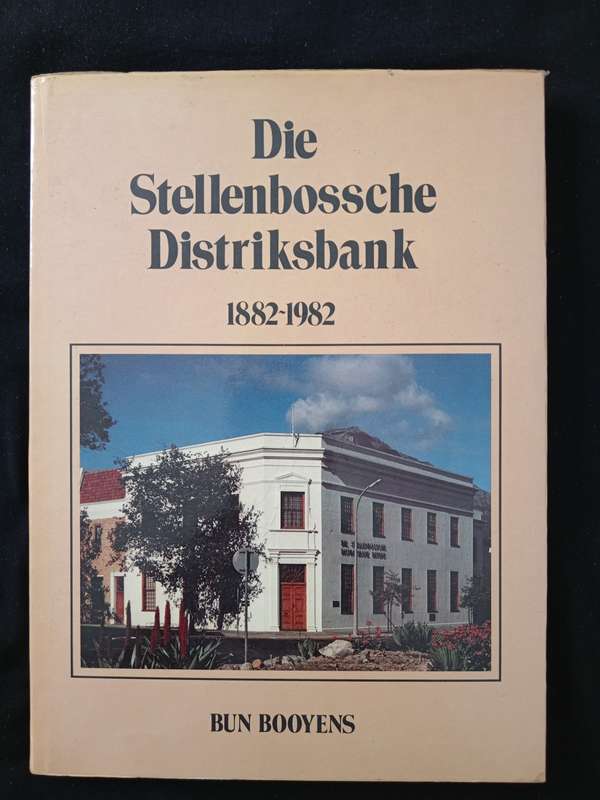 Die
Stellenbossche
Distriksbank
1882-1982
BUN BOOYENS